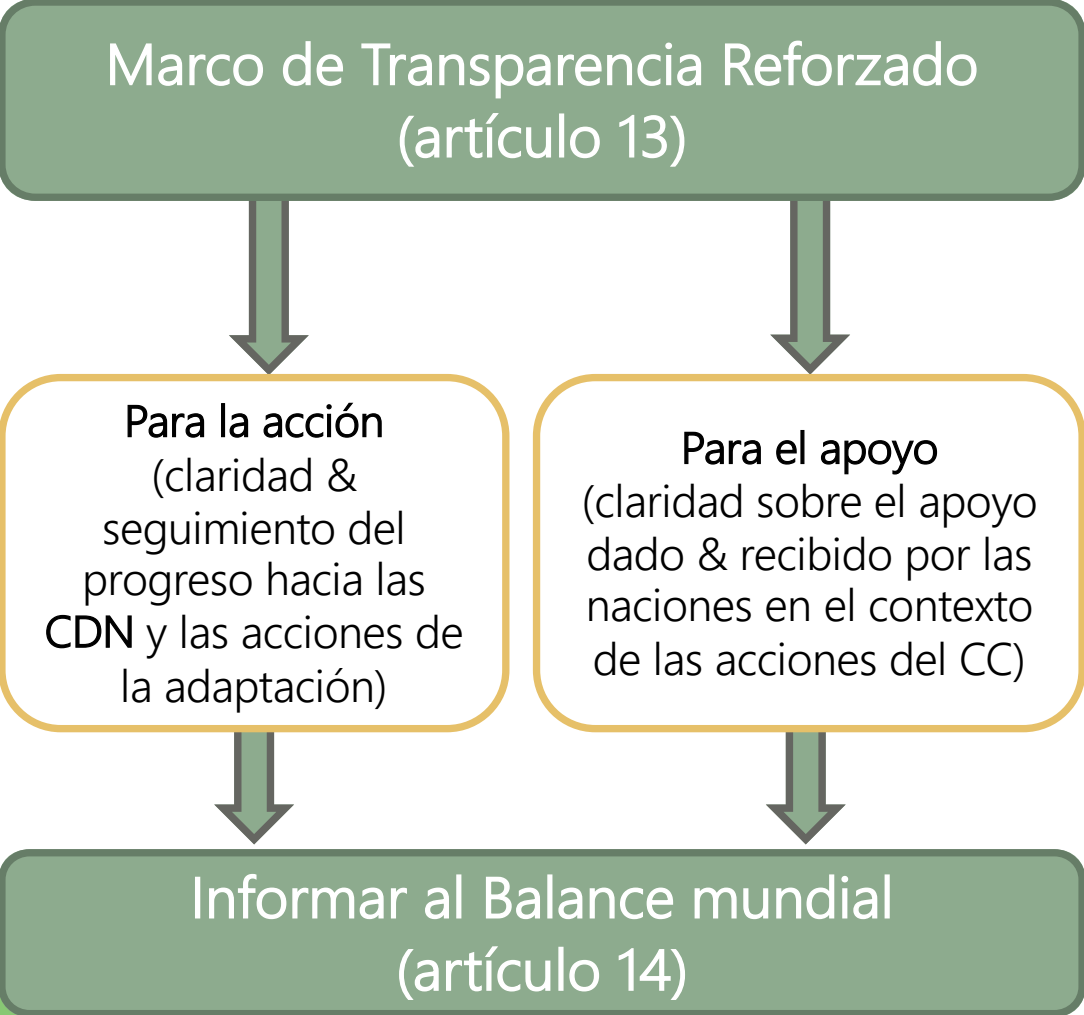 Marco de Transparencia Reforzado
(artículo 13)
Para la acción
(claridad &
seguimiento del
progreso hacia las
CDN y las acciones de
la adaptación)
Para el apoyo
(claridad sobre el apoyo
dado & recibido por las
naciones en el contexto
de las acciones del CC)
Informar al Balance mundial
(artículo 14)